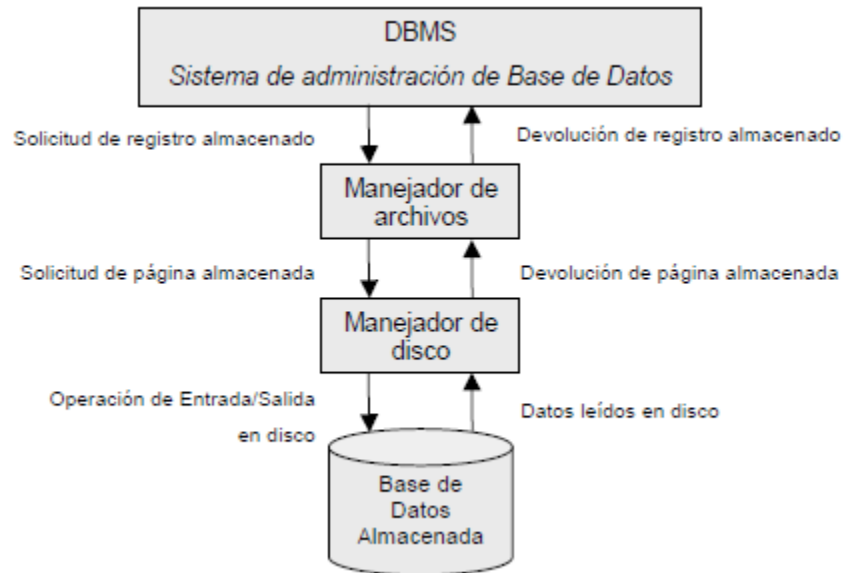 DBMS
Sistema de administración de Base de Datos
Solicitud de registro almacenado
Devolución de registro almacenado
Manejador de
archivos
Solicitud de página almacenada
Devolución de página almacenada
Manejador de
disco
Operación de Entrada/Salida
en disco
Datos leídos en disco
Base de
Datos
Almacenada